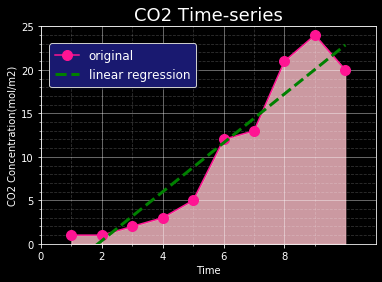 CO2 Time-series
original
linear regression
CO2 Concentration(mol/m2)
25
20
15
10
5
0
0 2 4 6 8
Time